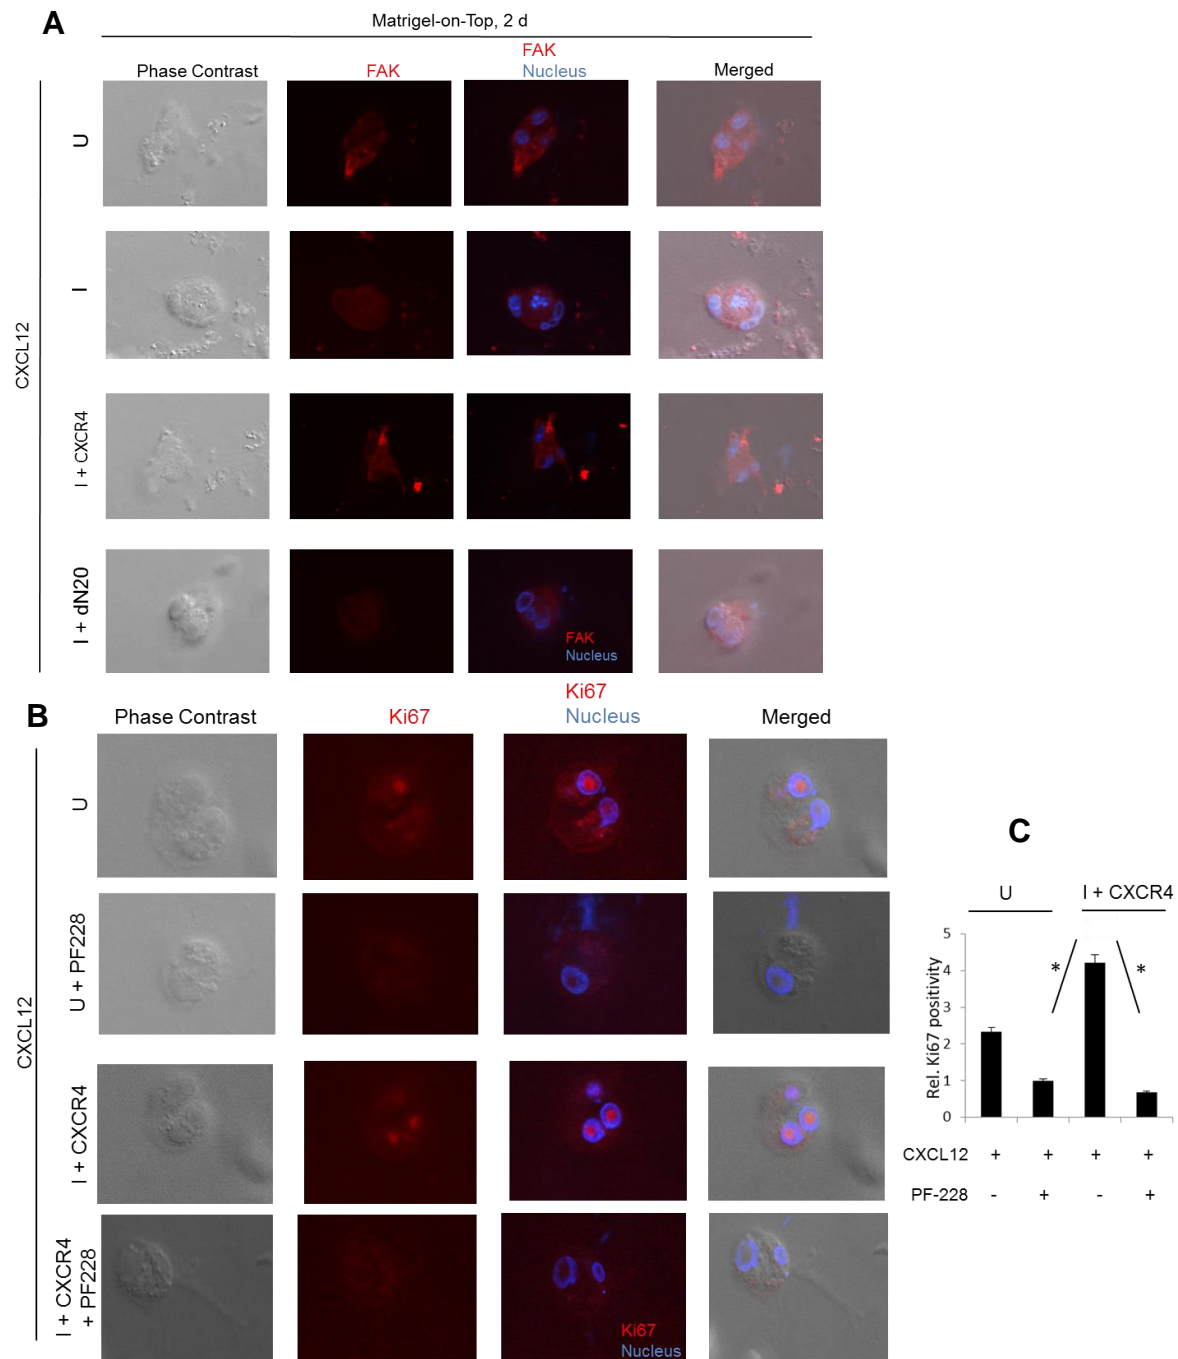 A
Matrigel-on-Top, 2 d
Phase Contrast
FAK
FAK
Nucleus
Merged
CXCL12
U
I
I + CXCR4
I + dN20
FAK
Nucleus
B
Phase Contrast
Ki67
Ki67
Nucleus
Merged
CXCL12
U
U + PF228
I + CXCR4
I + CXCR4
+ PF228
Ki67
Nucleus
C
U
I + CXCR4
Rel. Ki67 positivity
5
4
3
2
1
0
* *
CXCL12 + + + +
PF-228 - + - +